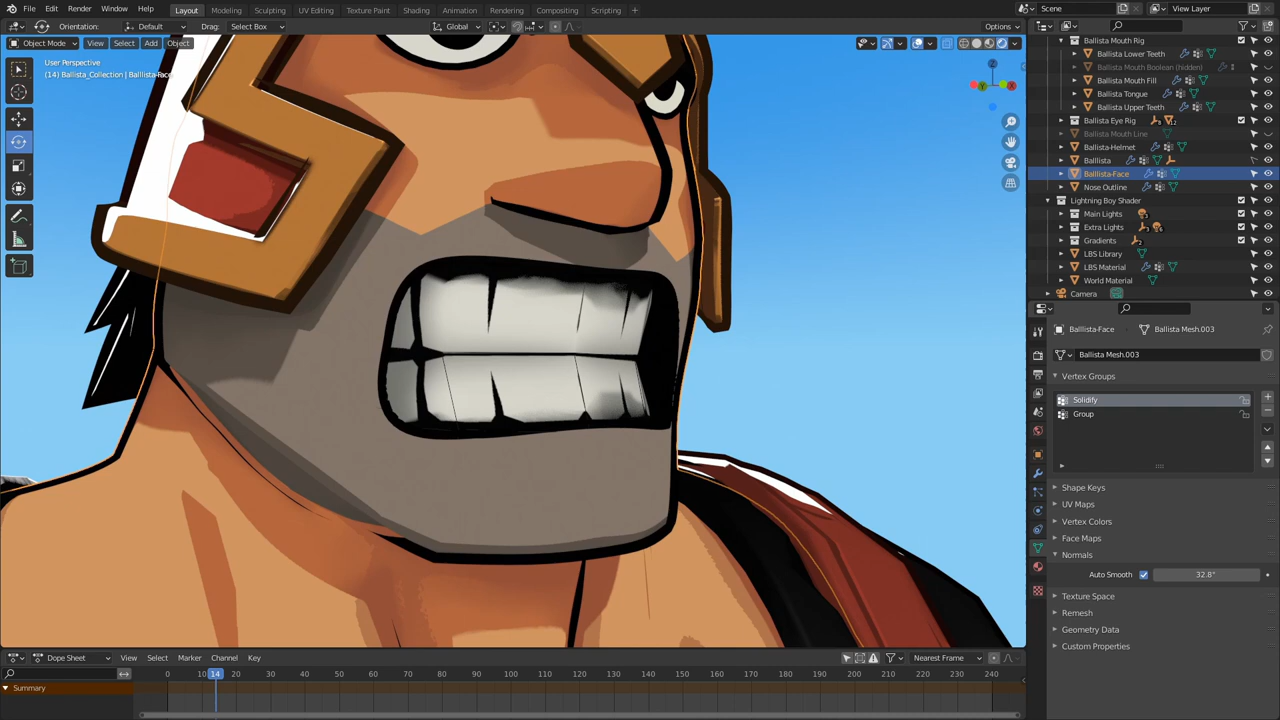 File Edit Render Window Help
Layout Modeling Sculpting UV Editing Texture Paint Shading Animation Rendering Compositing Scripting +
Scene
View Layer
Orientation: Default Drag: Select Box
Global
Options
Object Mode View Select Add Object
User Perspective
(14) Ballista_Collection | Balllista-Face
Z
Y
X
Ballista Mouth Rig
Ballista Lower Teeth
Ballista Mouth Boolean (hidden)
Ballista Mouth Fill
Ballista Tongue
Ballista Upper Teeth
Ballista Eye Rig
12
Ballista Mouth Line
Ballista-Helmet
Balllista
Balllista-Face
Nose Outline
Lightning Boy Shader
Main Lights
Extra Lights
Gradients
LBS Library
LBS Material
World Material
Camera
Balllista-Face
Ballista Mesh.003
Ballista Mesh.003
Vertex Groups
Solidify
Group
Shape Keys
UV Maps
Vertex Colors
Face Maps
Normals
Auto Smooth
32.8°
Texture Space
Remesh
Geometry Data
Custom Properties
Dope Sheet View Select Marker Channel Key
Nearest Frame
0 10 14 20 30 40 50 60 70 80 90 100 110 120 130 140 150 160 170 180 190 200 210 220 230 240
Summary